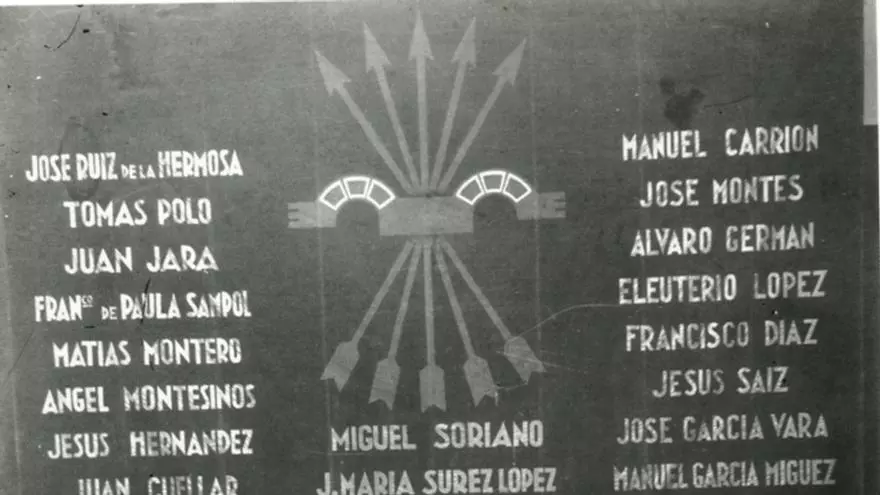 JOSE RUIZ DE LA HERMOSA
TOMAS POLO
JUAN JARA
FRANCO DE PAULA SAMPOL
MATIAS MONTERO
ANGEL MONTESINOS
JESUS HERNANDEZ
JUAN CUELLAR
MIGUEL SORIANO
J. MARIA SUREZ LOPEZ
MANUEL CARRION
JOSE MONTES
ALVARO GERMAN
ELEUTERIO LOPEZ
FRANCISCO DIAZ
JESUS SAIZ
JOSE GARCIA VARA
MANUEL GARCIA MIGUEZ